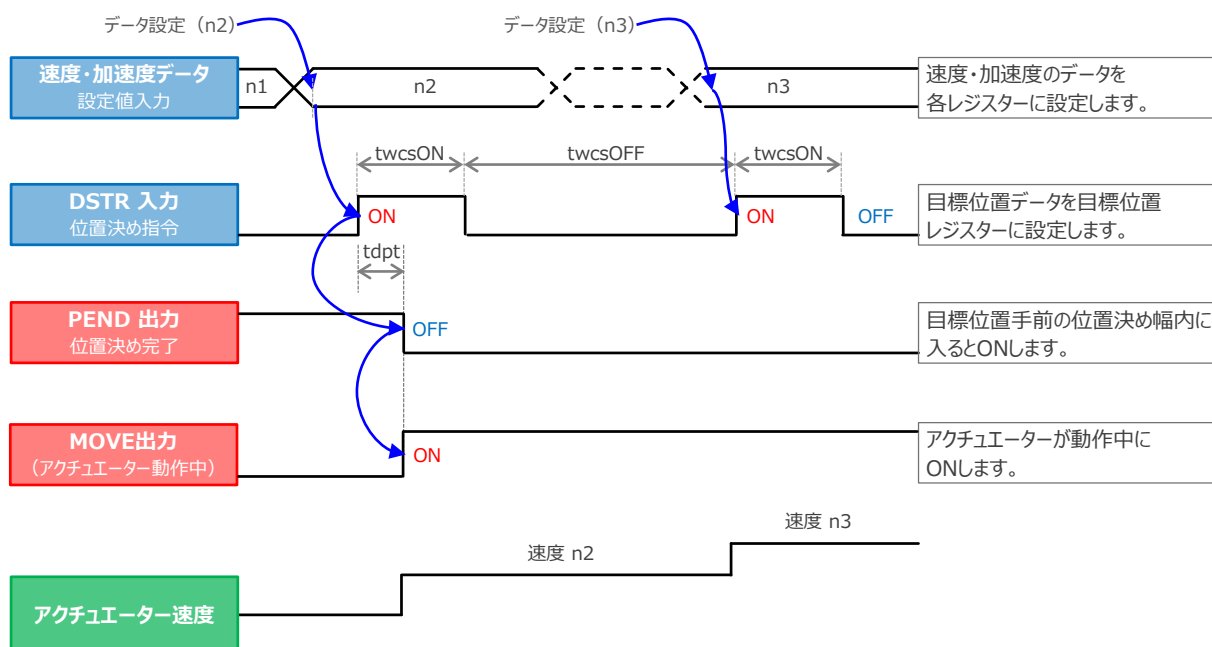 データ設定（n2）
データ設定（n3）
速度・加速度データ
設定値入力
n1
n2
n3
速度・加速度のデータを
各レジスターに設定します。
twcsON
twcsOFF
twcsON
DSTR 入力
位置決め指令
ON
ON
OFF
目標位置データを目標位置
レジスターに設定します。
tdpt
PEND 出力
位置決め完了
OFF
目標位置手前の位置決め幅内に
入るとONします。
MOVE出力
（アクチュエーター動作中）
ON
アクチュエーターが動作中に
ONします。
速度 n3
速度 n2
アクチュエーター速度